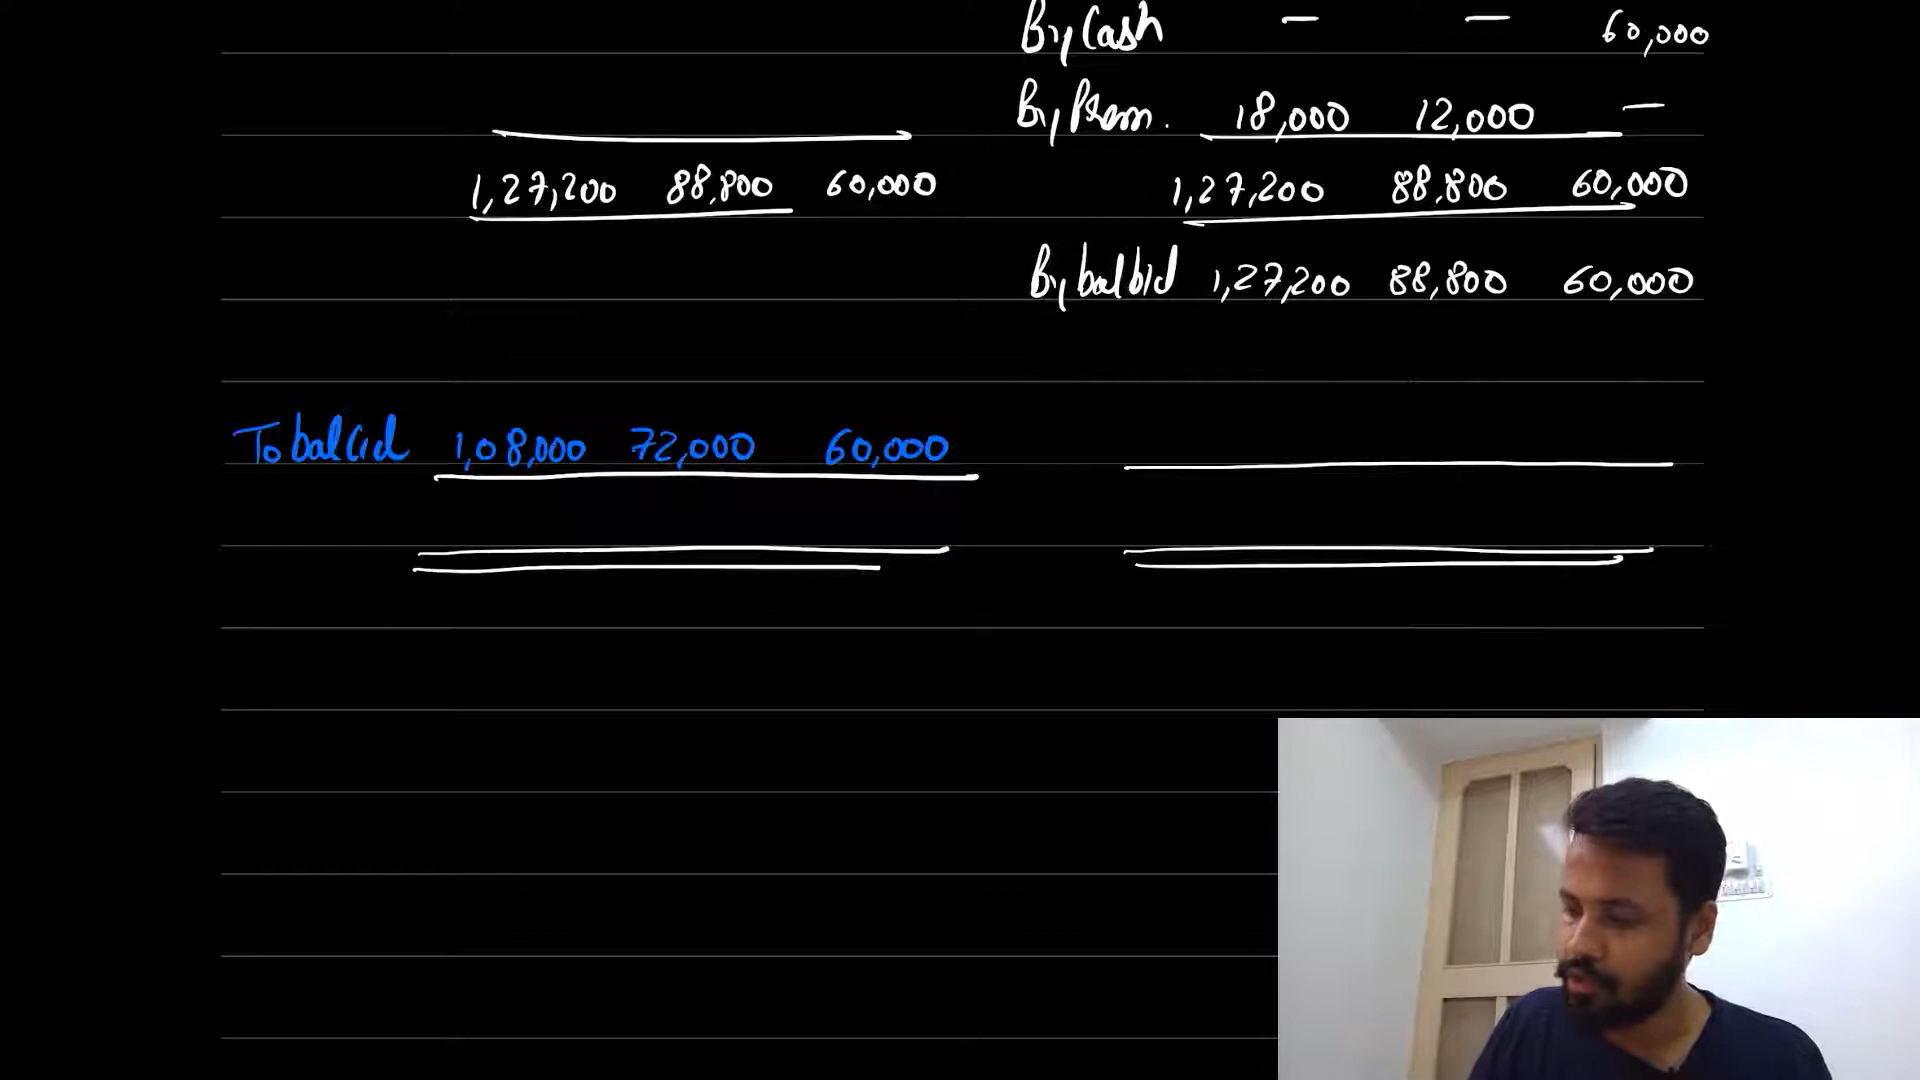 By Cash — — 60,000
By Prem. 18,000 12,000 —
1,27,200 88,800 60,000 1,27,200 88,800 60,000
By bal b/d 1,27,200 88,800 60,000
To bal c/d 1,08,000 72,000 60,000